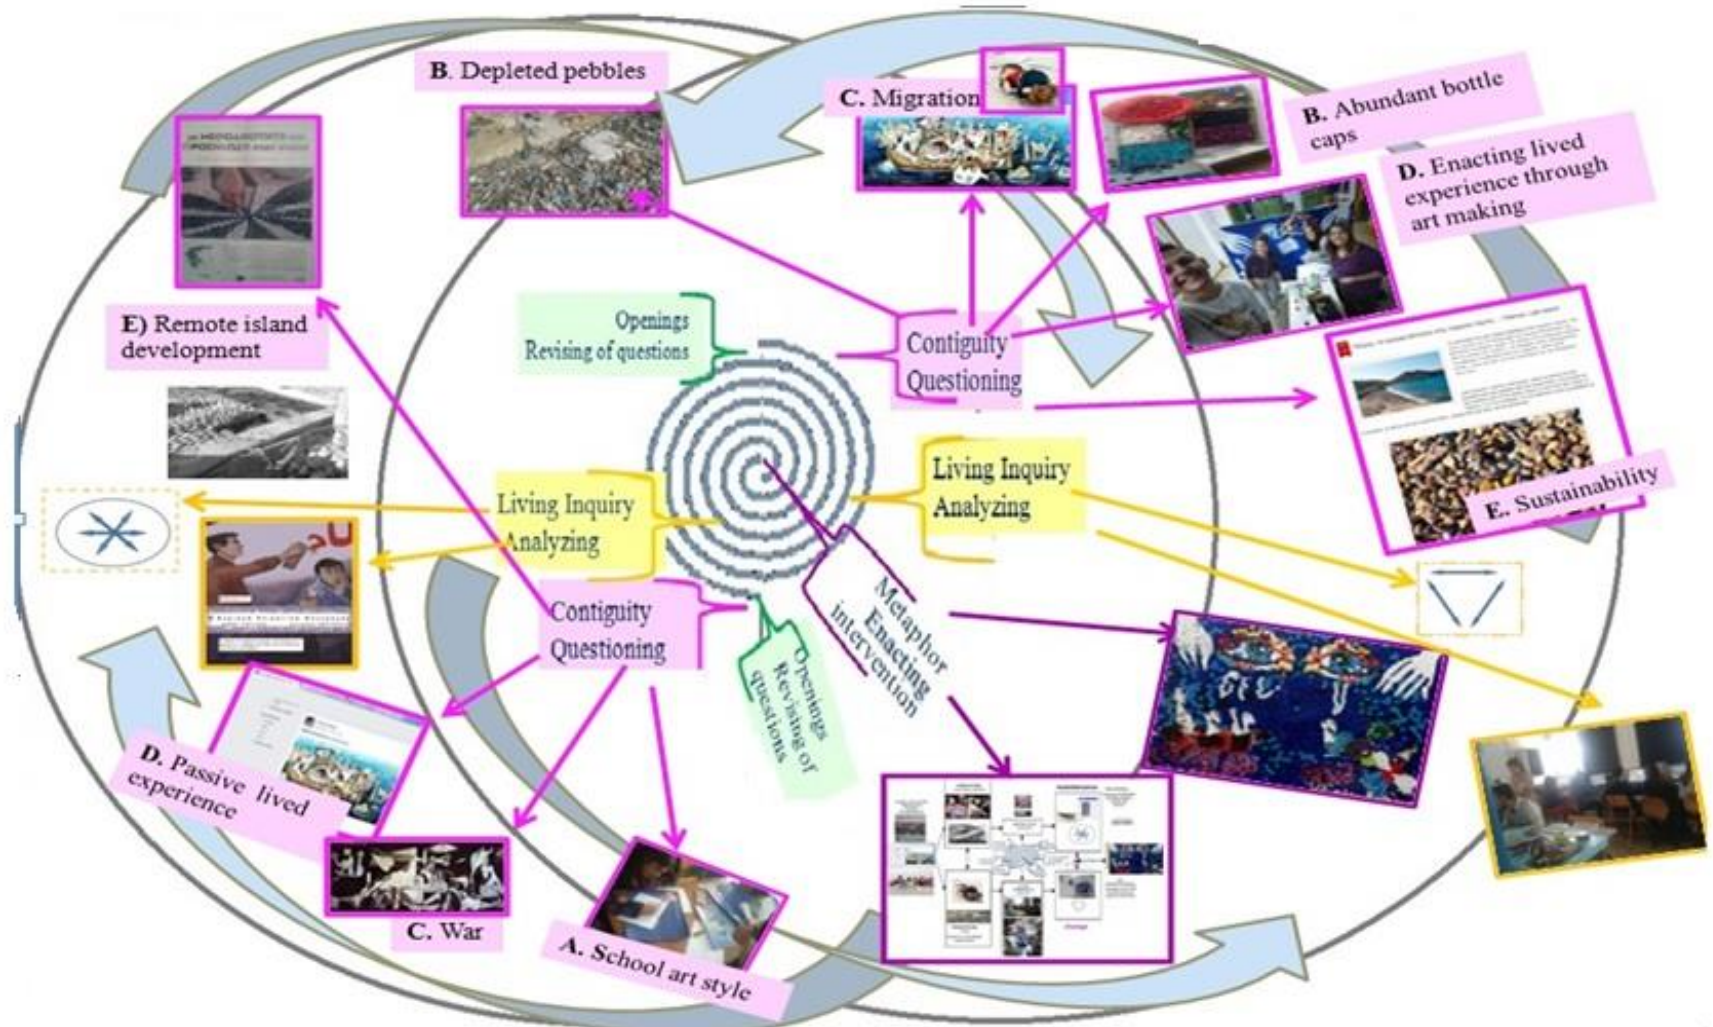 B. Depleted pebbles
C. Migration
B. Abundant bottle
caps
D. Enacting lived
experience through
art making
E) Remote island
development
Openings
Revising of questions
Contiguity
Questioning
Living Inquiry
Analyzing
Living Inquiry
Analyzing
E. Sustainability
Contiguity
Questioning
Metaphor
Enacting
intervention
Openings
Revising of
questions
D. Passive lived
experience
C. War
A. School art style